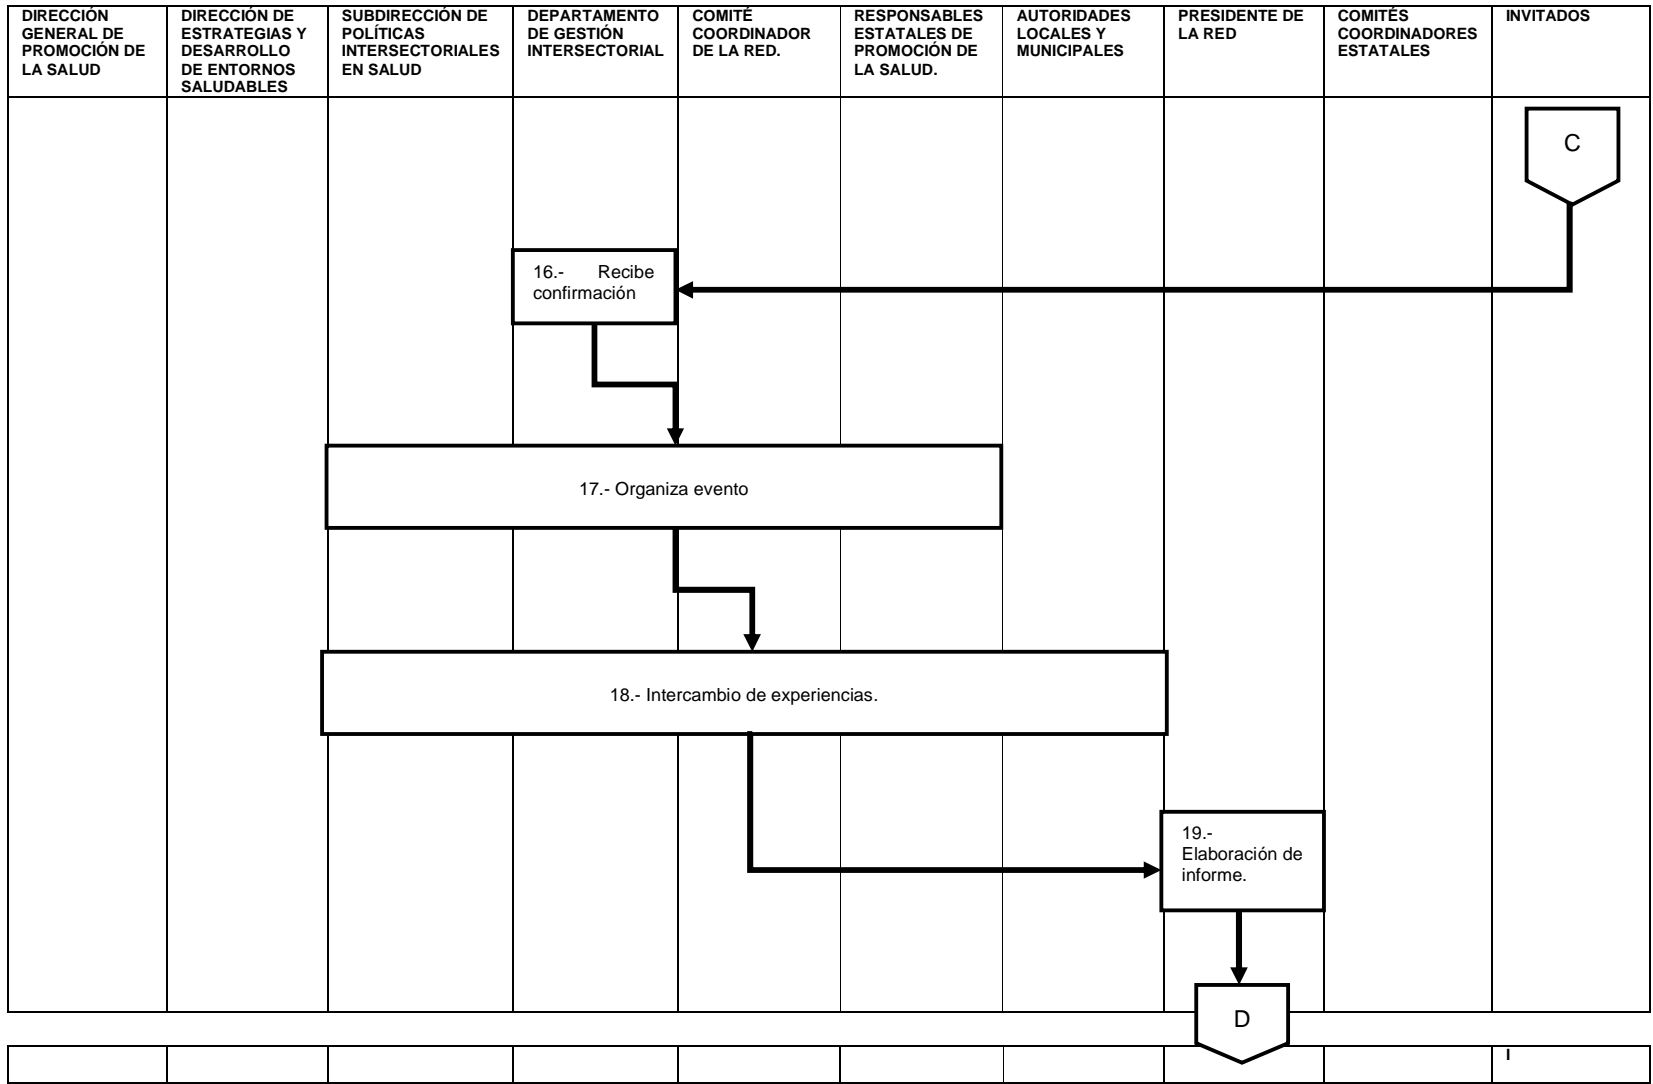 DIRECCIÓN
GENERAL DE
PROMOCIÓN DE
LA SALUD
DIRECCIÓN DE
ESTRATEGIAS Y
DESARROLLO
DE ENTORNOS
SALUDABLES
SUBDIRECCIÓN DE
POLÍTICAS
INTERSECTORIALES
EN SALUD
DEPARTAMENTO
DE GESTIÓN
INTERSECTORIAL
COMITÉ
COORDINADOR
DE LA RED.
RESPONSABLES
ESTATALES DE
PROMOCIÓN DE
LA SALUD.
AUTORIDADES
LOCALES Y
MUNICIPALES
PRESIDENTE DE
LA RED
COMITÉS
COORDINADORES
ESTATALES
INVITADOS
C
16.- Recibe
confirmación
17.- Organiza evento
18.- Intercambio de experiencias.
19.-
Elaboración de
informe.
D
I